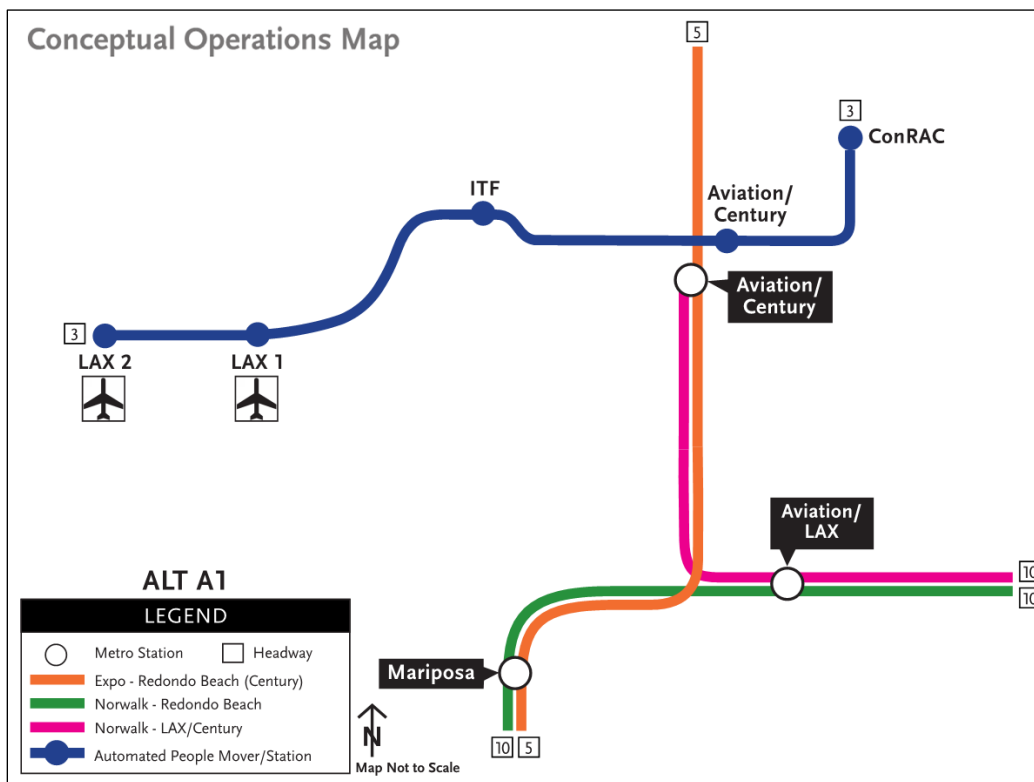 Conceptual Operations Map
5
3
ConRAC
ITF
Aviation/
Century
Aviation/
Century
3
LAX 2
LAX 1
Aviation/
LAX
10
10
Mariposa
10
5
ALT A1
LEGEND
Metro Station
Headway
Expo - Redondo Beach (Century)
Norwalk - Redondo Beach
Norwalk - LAX/Century
Automated People Mover/Station
N
Map Not to Scale